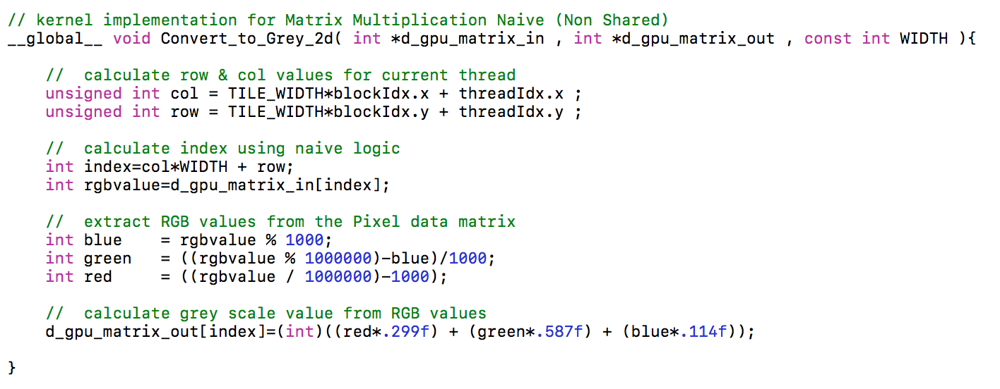 // kernel implementation for Matrix Multiplication Naive (Non Shared)
__global__ void Convert_to_Grey_2d( int *d_gpu_matrix_in , int *d_gpu_matrix_out , const int WIDTH ){
//  calculate row & col values for current thread
unsigned int col = TILE_WIDTH*blockIdx.x + threadIdx.x ;
unsigned int row = TILE_WIDTH*blockIdx.y + threadIdx.y ;
//  calculate index using naive logic
int index=col*WIDTH + row;
int rgbvalue=d_gpu_matrix_in[index];
//  extract RGB values from the Pixel data matrix
int blue    = rgbvalue % 1000;
int green   = ((rgbvalue % 1000000)-blue)/1000;
int red     = ((rgbvalue / 1000000)-1000);
//  calculate grey scale value from RGB values
d_gpu_matrix_out[index]=(int)((red*.299f) + (green*.587f) + (blue*.114f));
}